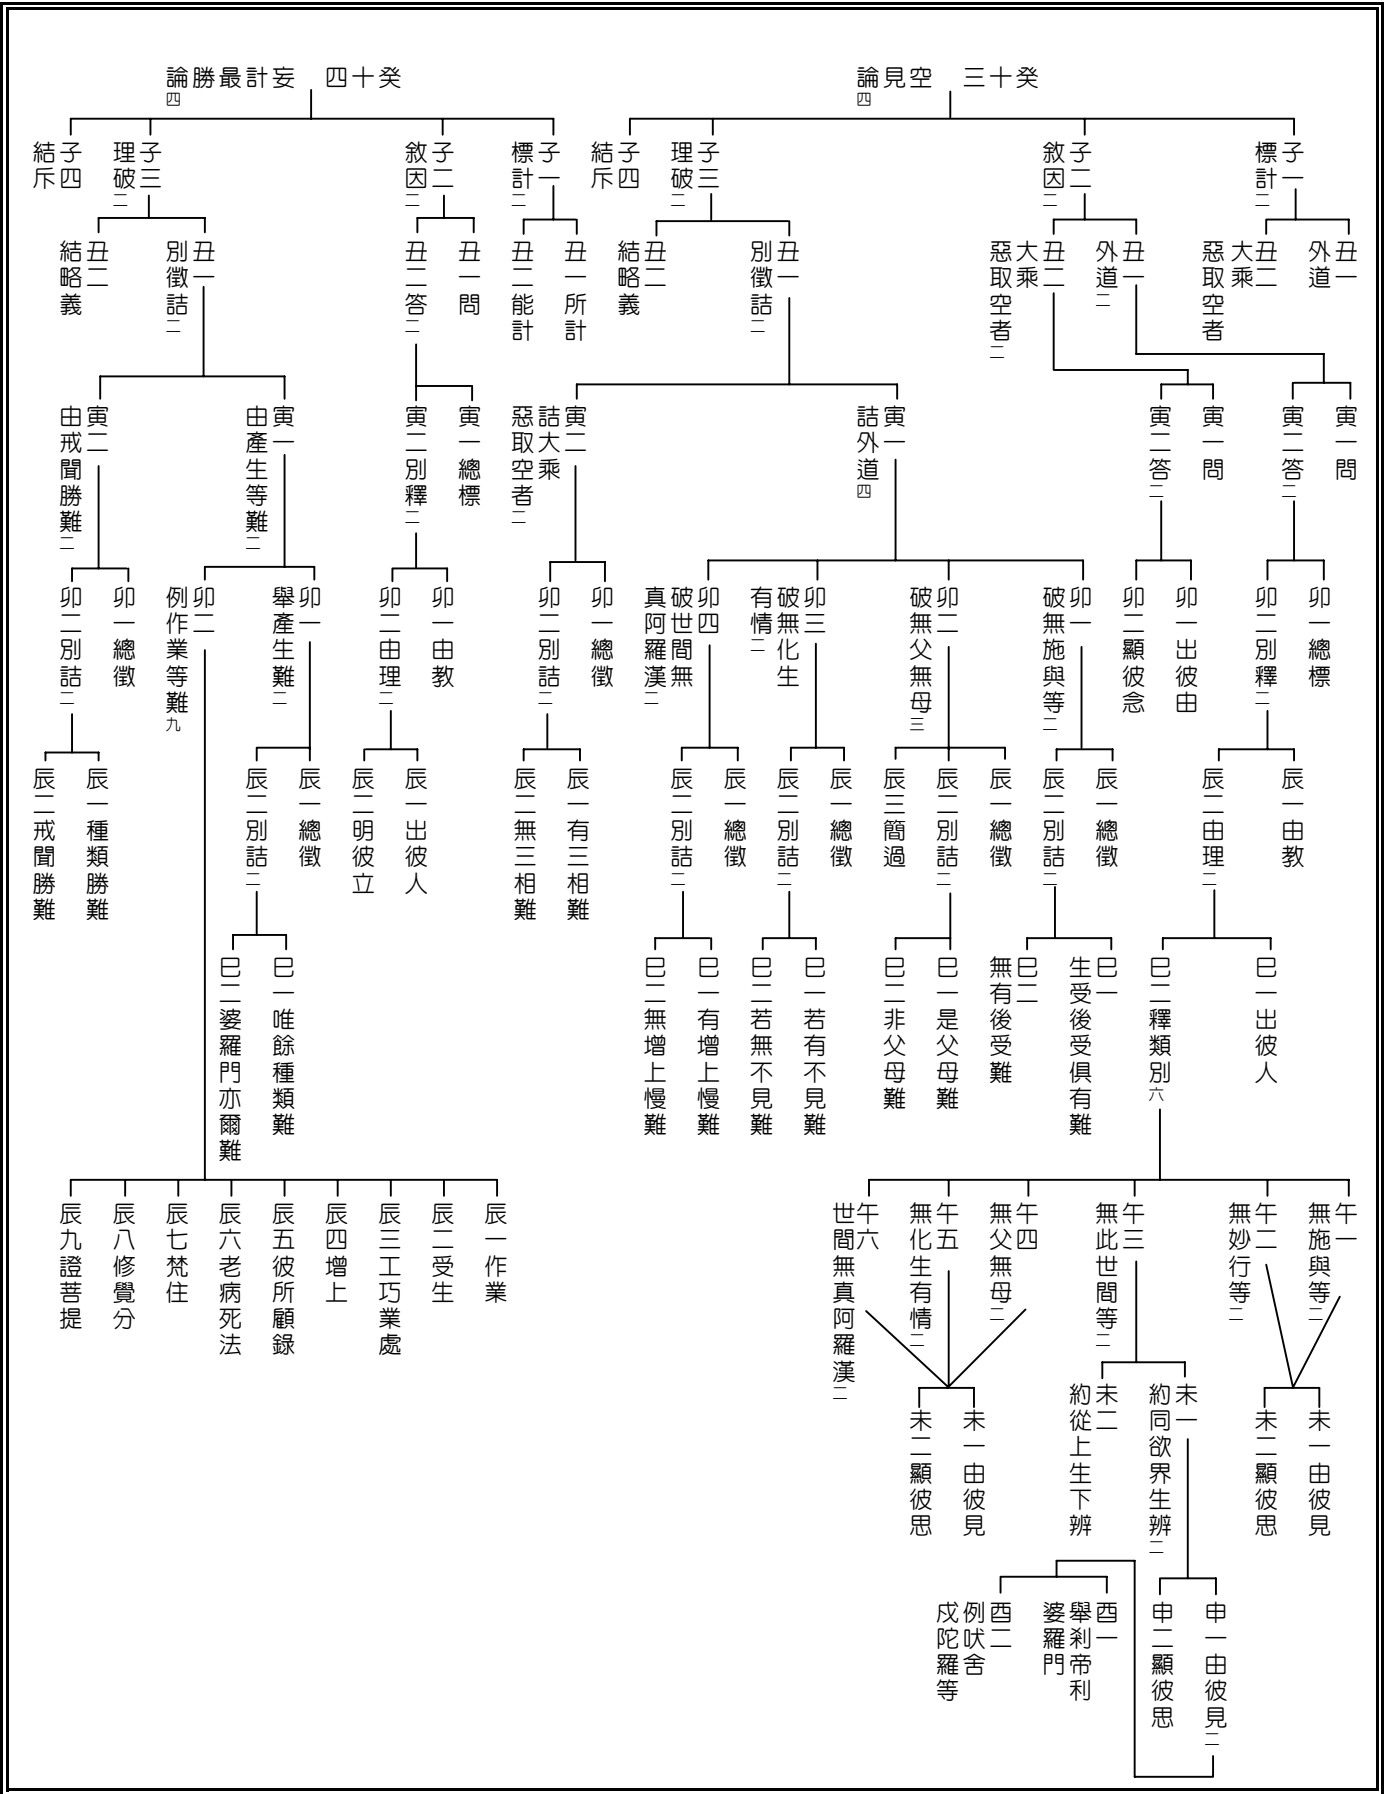 癸十三　空見論四
癸十四　妄計最勝論四
子一
標計二
子二
敘因二
子三
理破二
子四
結斥
子一
標計二
子二
敘因二
子三
理破二
子四
結斥
丑一
外道
丑二
大乘
惡取空者
丑一
外道二
丑二
大乘
惡取空者二
丑一
別徵詰二
丑二
結略義
丑一所計
丑二能計
丑一問
丑二答二
丑一
別徵詰二
丑二
結略義
寅一問
寅二答二
寅一問
寅二答二
寅一
詰外道四
寅二
詰大乘
惡取空者二
寅一總標
寅二別釋二
寅一
由產生等難二
寅二
由戒聞勝難二
卯一總標
卯二別釋二
卯一出彼由
卯二顯彼念
卯一
破無施與等二
卯二
破無父無母三
卯三
破無化生
有情二
卯四
破世間無
真阿羅漢二
卯一總徵
卯二別詰二
卯一由教
卯二由理二
卯一
舉產生難二
卯二
例作業等難九
卯一總徵
卯二別詰二
辰一由教
辰二由理二
辰一總徵
辰二別詰二
辰一總徵
辰二別詰二
辰三簡過
辰一總徵
辰二別詰二
辰一總徵
辰二別詰二
辰一有三相難
辰二無三相難
辰一出彼人
辰二明彼立
辰一總徵
辰二別詰二
辰一種類勝難
辰二戒聞勝難
巳一出彼人
巳二釋類別六
巳一
生受後受俱有難
巳二
無有後受難
巳一是父母難
巳二非父母難
巳一若有不見難
巳二若無不見難
巳一有增上慢難
巳二無增上慢難
巳一唯餘種類難
巳二婆羅門亦爾難
午一
無施與等二
午二
無妙行等二
午三
無此世間等二
午四
無父無母二
午五
無化生有情二
午六
世間無真阿羅漢二
辰一作業
辰二受生
辰三工巧業處
辰四增上
辰五彼所顧錄
辰六老病死法
辰七梵住
辰八修覺分
辰九證菩提
未一由彼見
未二顯彼思
未一
約同欲界生辨二
未二
約從上生下辨
未一由彼見
未二顯彼思
申一由彼見二
申二顯彼思
酉一
舉剎帝利
婆羅門
酉二
例吠舍
戍陀羅等